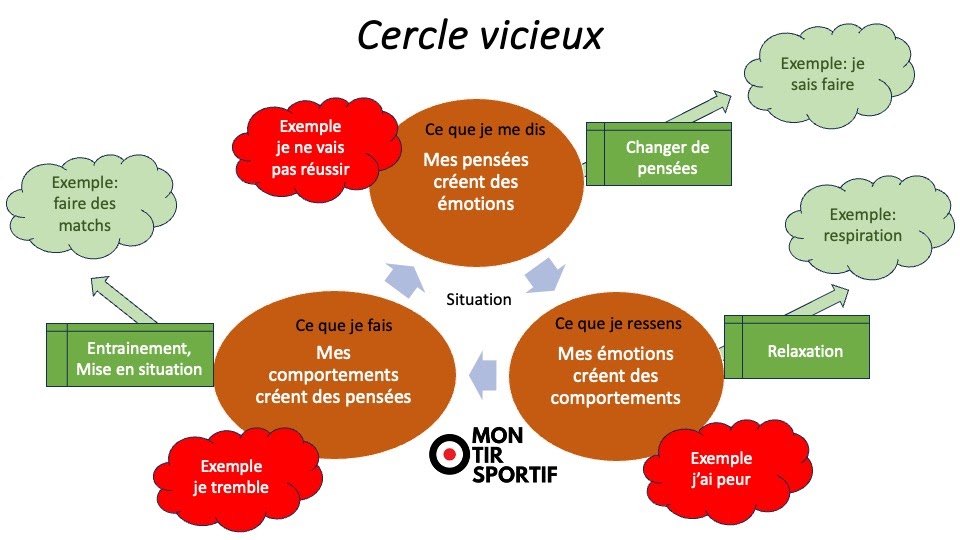 Cercle vicieux
Exemple: je
sais faire
Exemple
je ne vais
pas réussir
Ce que je me dis
Mes pensées
créent des
émotions
Changer de
pensées
Exemple:
faire des
matchs
Exemple:
respiration
Situation
Ce que je fais
Mes
comportements
créent des pensées
Ce que je ressens
Mes émotions
créent des
comportements
Entrainement,
Mise en situation
Relaxation
MON
TIR
SPORTIF
Exemple
je tremble
Exemple
j’ai peur